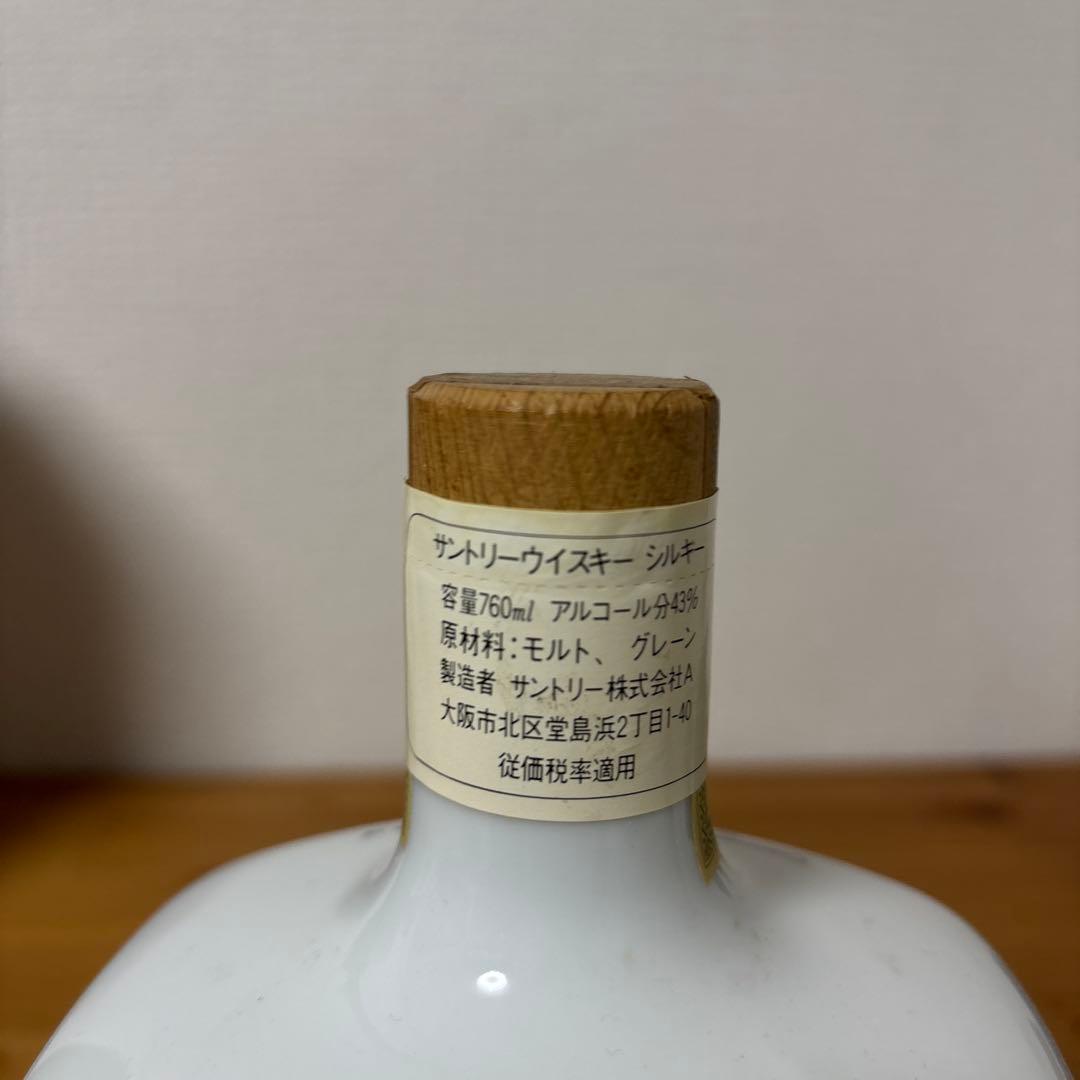 サントリーウイスキー シルキー
容量760ml アルコール分43%
原材料:モルト、 グレーン
製造者 サントリー株式会社A
大阪市北区堂島浜2丁目1-40
従価税率適用